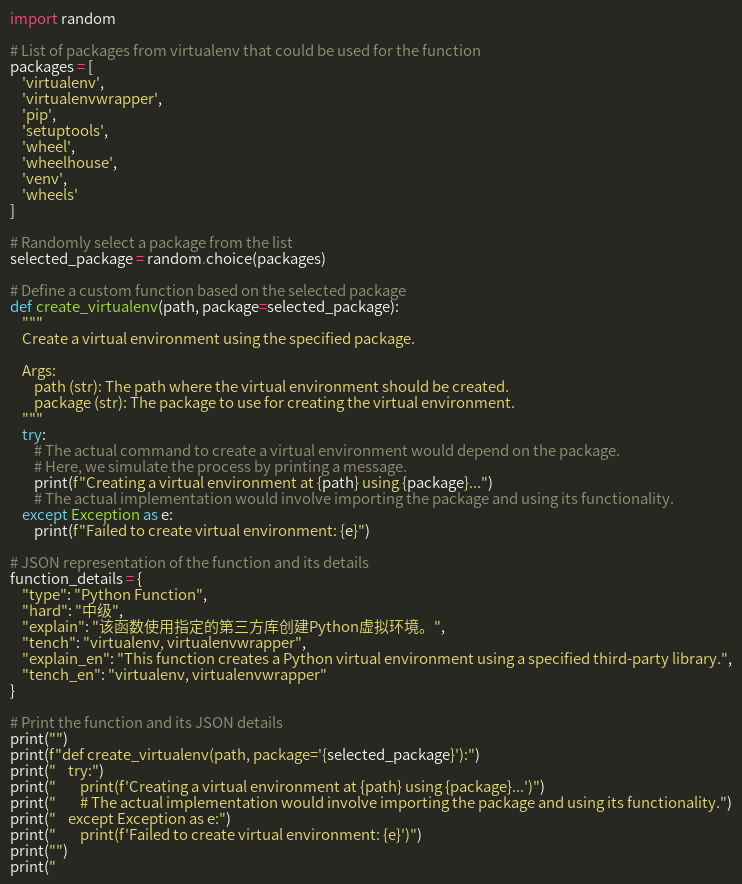 import random

# List of packages from virtualenv that could be used for the function
packages = [
    'virtualenv',
    'virtualenvwrapper',
    'pip',
    'setuptools',
    'wheel',
    'wheelhouse',
    'venv',
    'wheels'
]

# Randomly select a package from the list
selected_package = random.choice(packages)

# Define a custom function based on the selected package
def create_virtualenv(path, package=selected_package):
    """
    Create a virtual environment using the specified package.

    Args:
        path (str): The path where the virtual environment should be created.
        package (str): The package to use for creating the virtual environment.
    """
    try:
        # The actual command to create a virtual environment would depend on the package.
        # Here, we simulate the process by printing a message.
        print(f"Creating a virtual environment at {path} using {package}...")
        # The actual implementation would involve importing the package and using its functionality.
    except Exception as e:
        print(f"Failed to create virtual environment: {e}")

# JSON representation of the function and its details
function_details = {
    "type": "Python Function",
    "hard": "中级",
    "explain": "该函数使用指定的第三方库创建Python虚拟环境。",
    "tench": "virtualenv, virtualenvwrapper",
    "explain_en": "This function creates a Python virtual environment using a specified third-party library.",
    "tench_en": "virtualenv, virtualenvwrapper"
}

# Print the function and its JSON details
print("")
print(f"def create_virtualenv(path, package='{selected_package}'):")
print("    try:")
print("        print(f'Creating a virtual environment at {path} using {package}...')")
print("        # The actual implementation would involve importing the package and using its functionality.")
print("    except Exception as e:")
print("        print(f'Failed to create virtual environment: {e}')")
print("")
print("